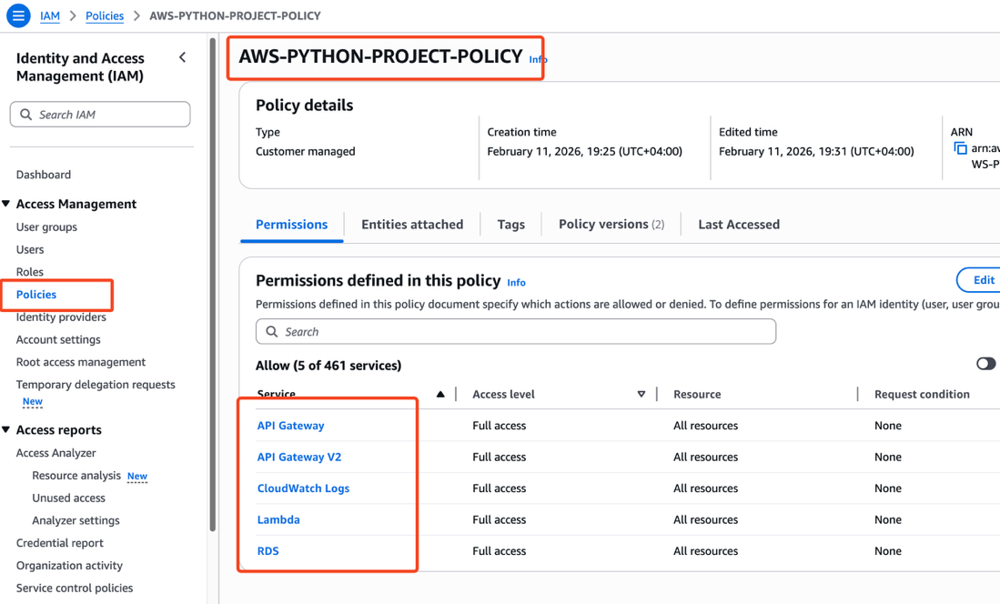 IAM > Policies > AWS-PYTHON-PROJECT-POLICY
Identity and Access
Management (IAM)
Search IAM
Dashboard
Access Management
User groups
Users
Roles
Policies
Identity providers
Account settings
Root access management
Temporary delegation requests
New
Access reports
Access Analyzer
Resource analysis New
Unused access
Analyzer settings
Credential report
Organization activity
Service control policies
AWS-PYTHON-PROJECT-POLICY Info
Policy details
Type
Customer managed
Creation time
February 11, 2026, 19:25 (UTC+04:00)
Edited time
February 11, 2026, 19:31 (UTC+04:00)
ARN
arn:av
WS-P
Permissions
Entities attached
Tags
Policy versions (2)
Last Accessed
Permissions defined in this policy Info
Edit
Permissions defined in this policy document specify which actions are allowed or denied. To define permissions for an IAM identity (user, user grou
Search
Allow (5 of 461 services)
Service Access level Resource Request condition
API Gateway Full access All resources None
API Gateway V2 Full access All resources None
CloudWatch Logs Full access All resources None
Lambda Full access All resources None
RDS Full access All resources None